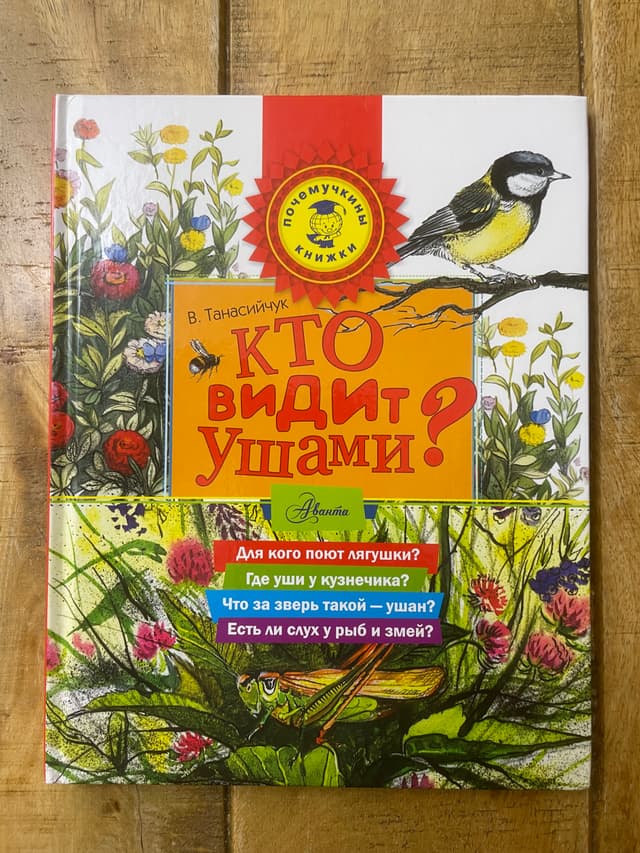 почемучкины
книжки
В. Танасийчук
КТО
ВИДИТ
УШАМИ?
Аванта
Для кого поют лягушки?
Где уши у кузнечика?
Что за зверь такой — ушан?
Есть ли слух у рыб и змей?